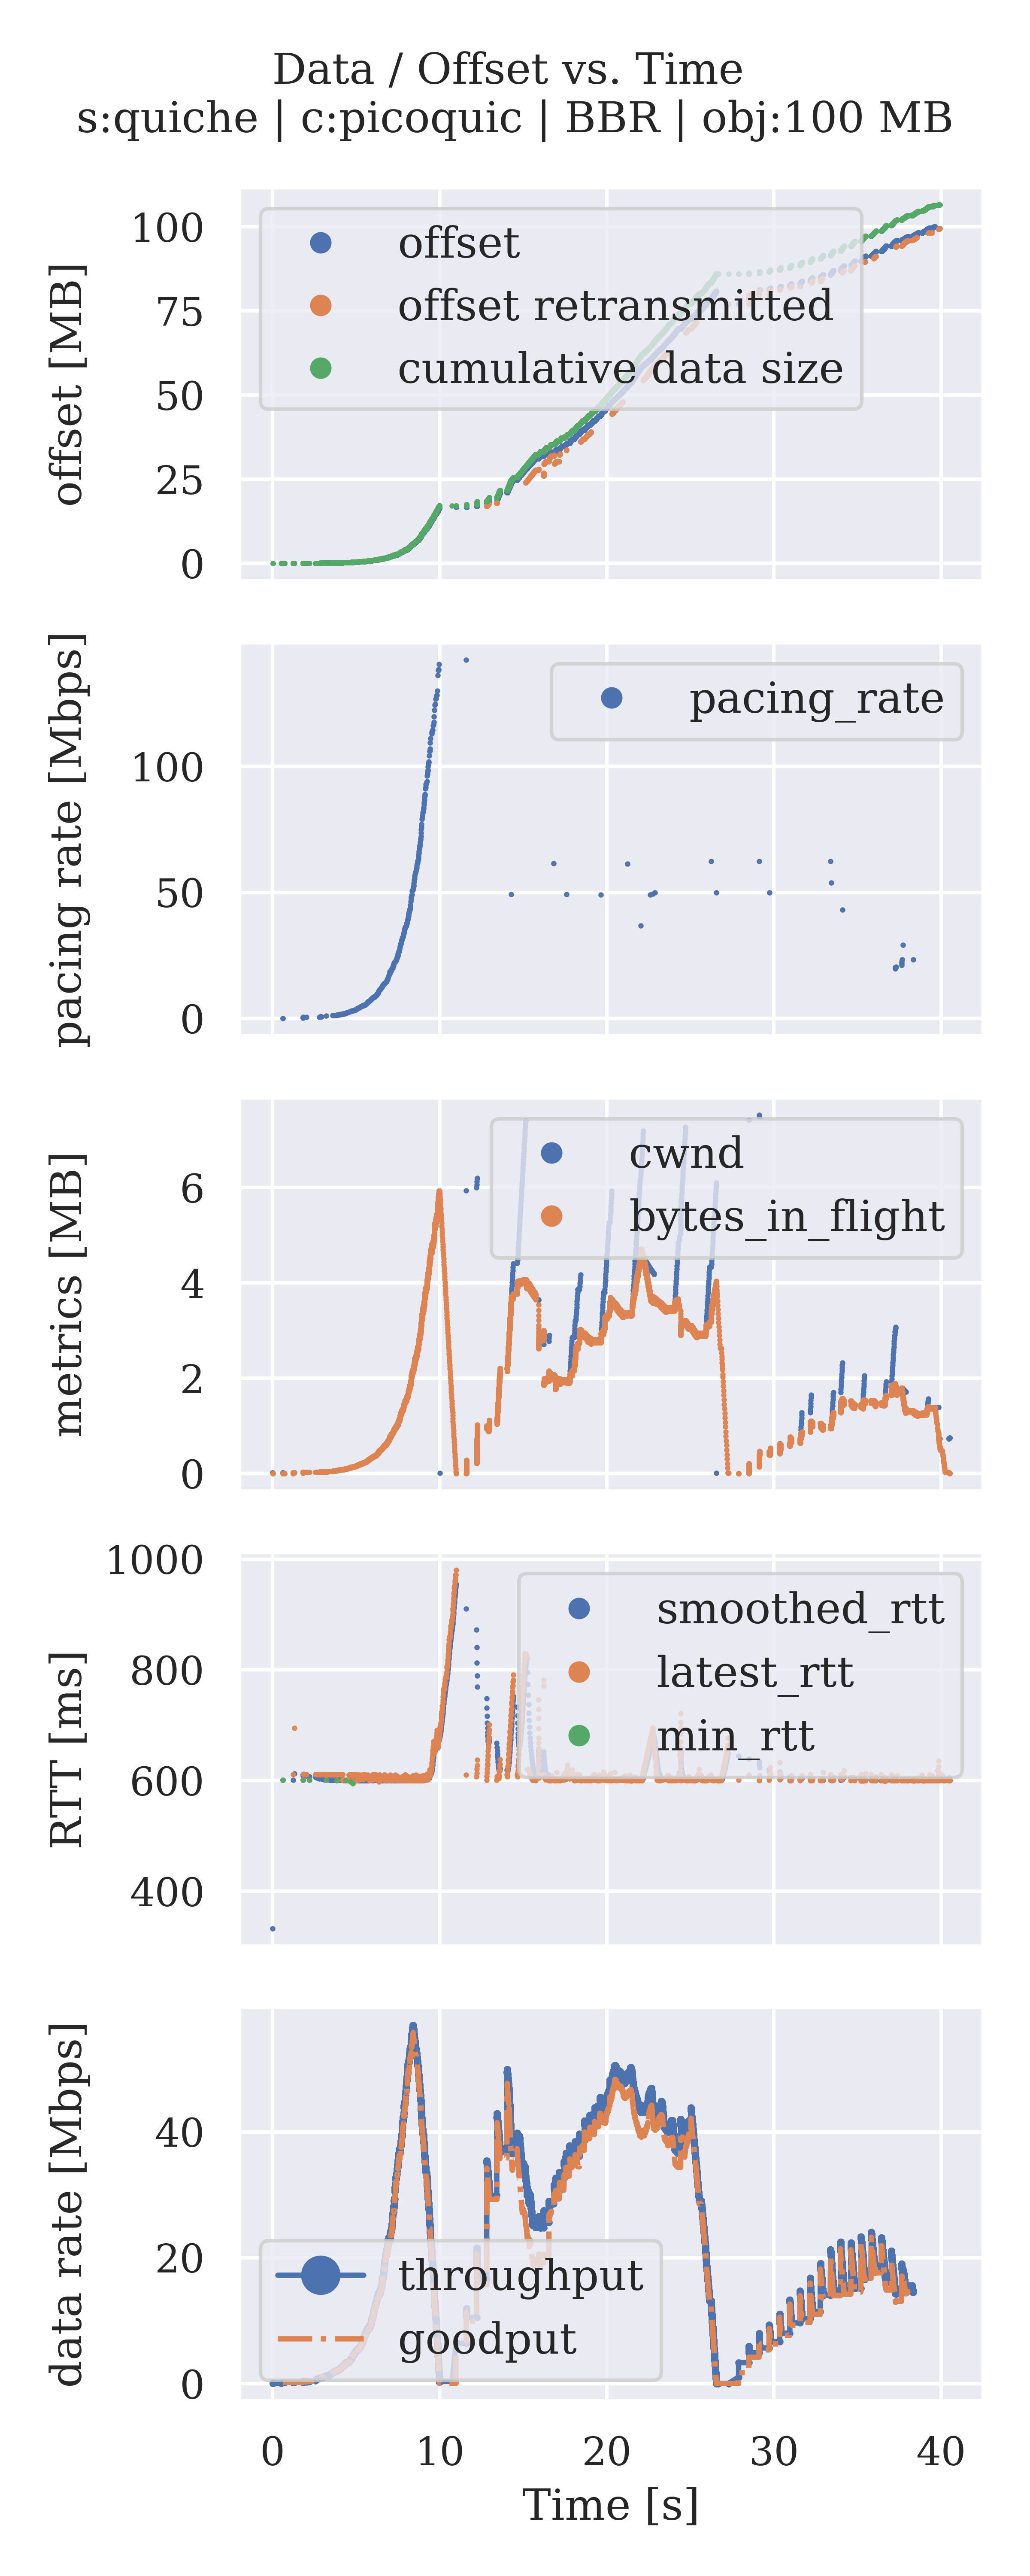 Data / Offset vs. Time
s:quiche | c:picoquic | BBR | obj:100 MB
offset [MB]
100
75
50
25
0
offset
offset retransmitted
cumulative data size
pacing rate [Mbps]
100
50
0
pacing_rate
metrics [MB]
6
4
2
0
cwnd
bytes_in_flight
RTT [ms]
1000
800
600
400
smoothed_rtt
latest_rtt
min_rtt
data rate [Mbps]
40
20
0
throughput
goodput
0 10 20 30 40
Time [s]